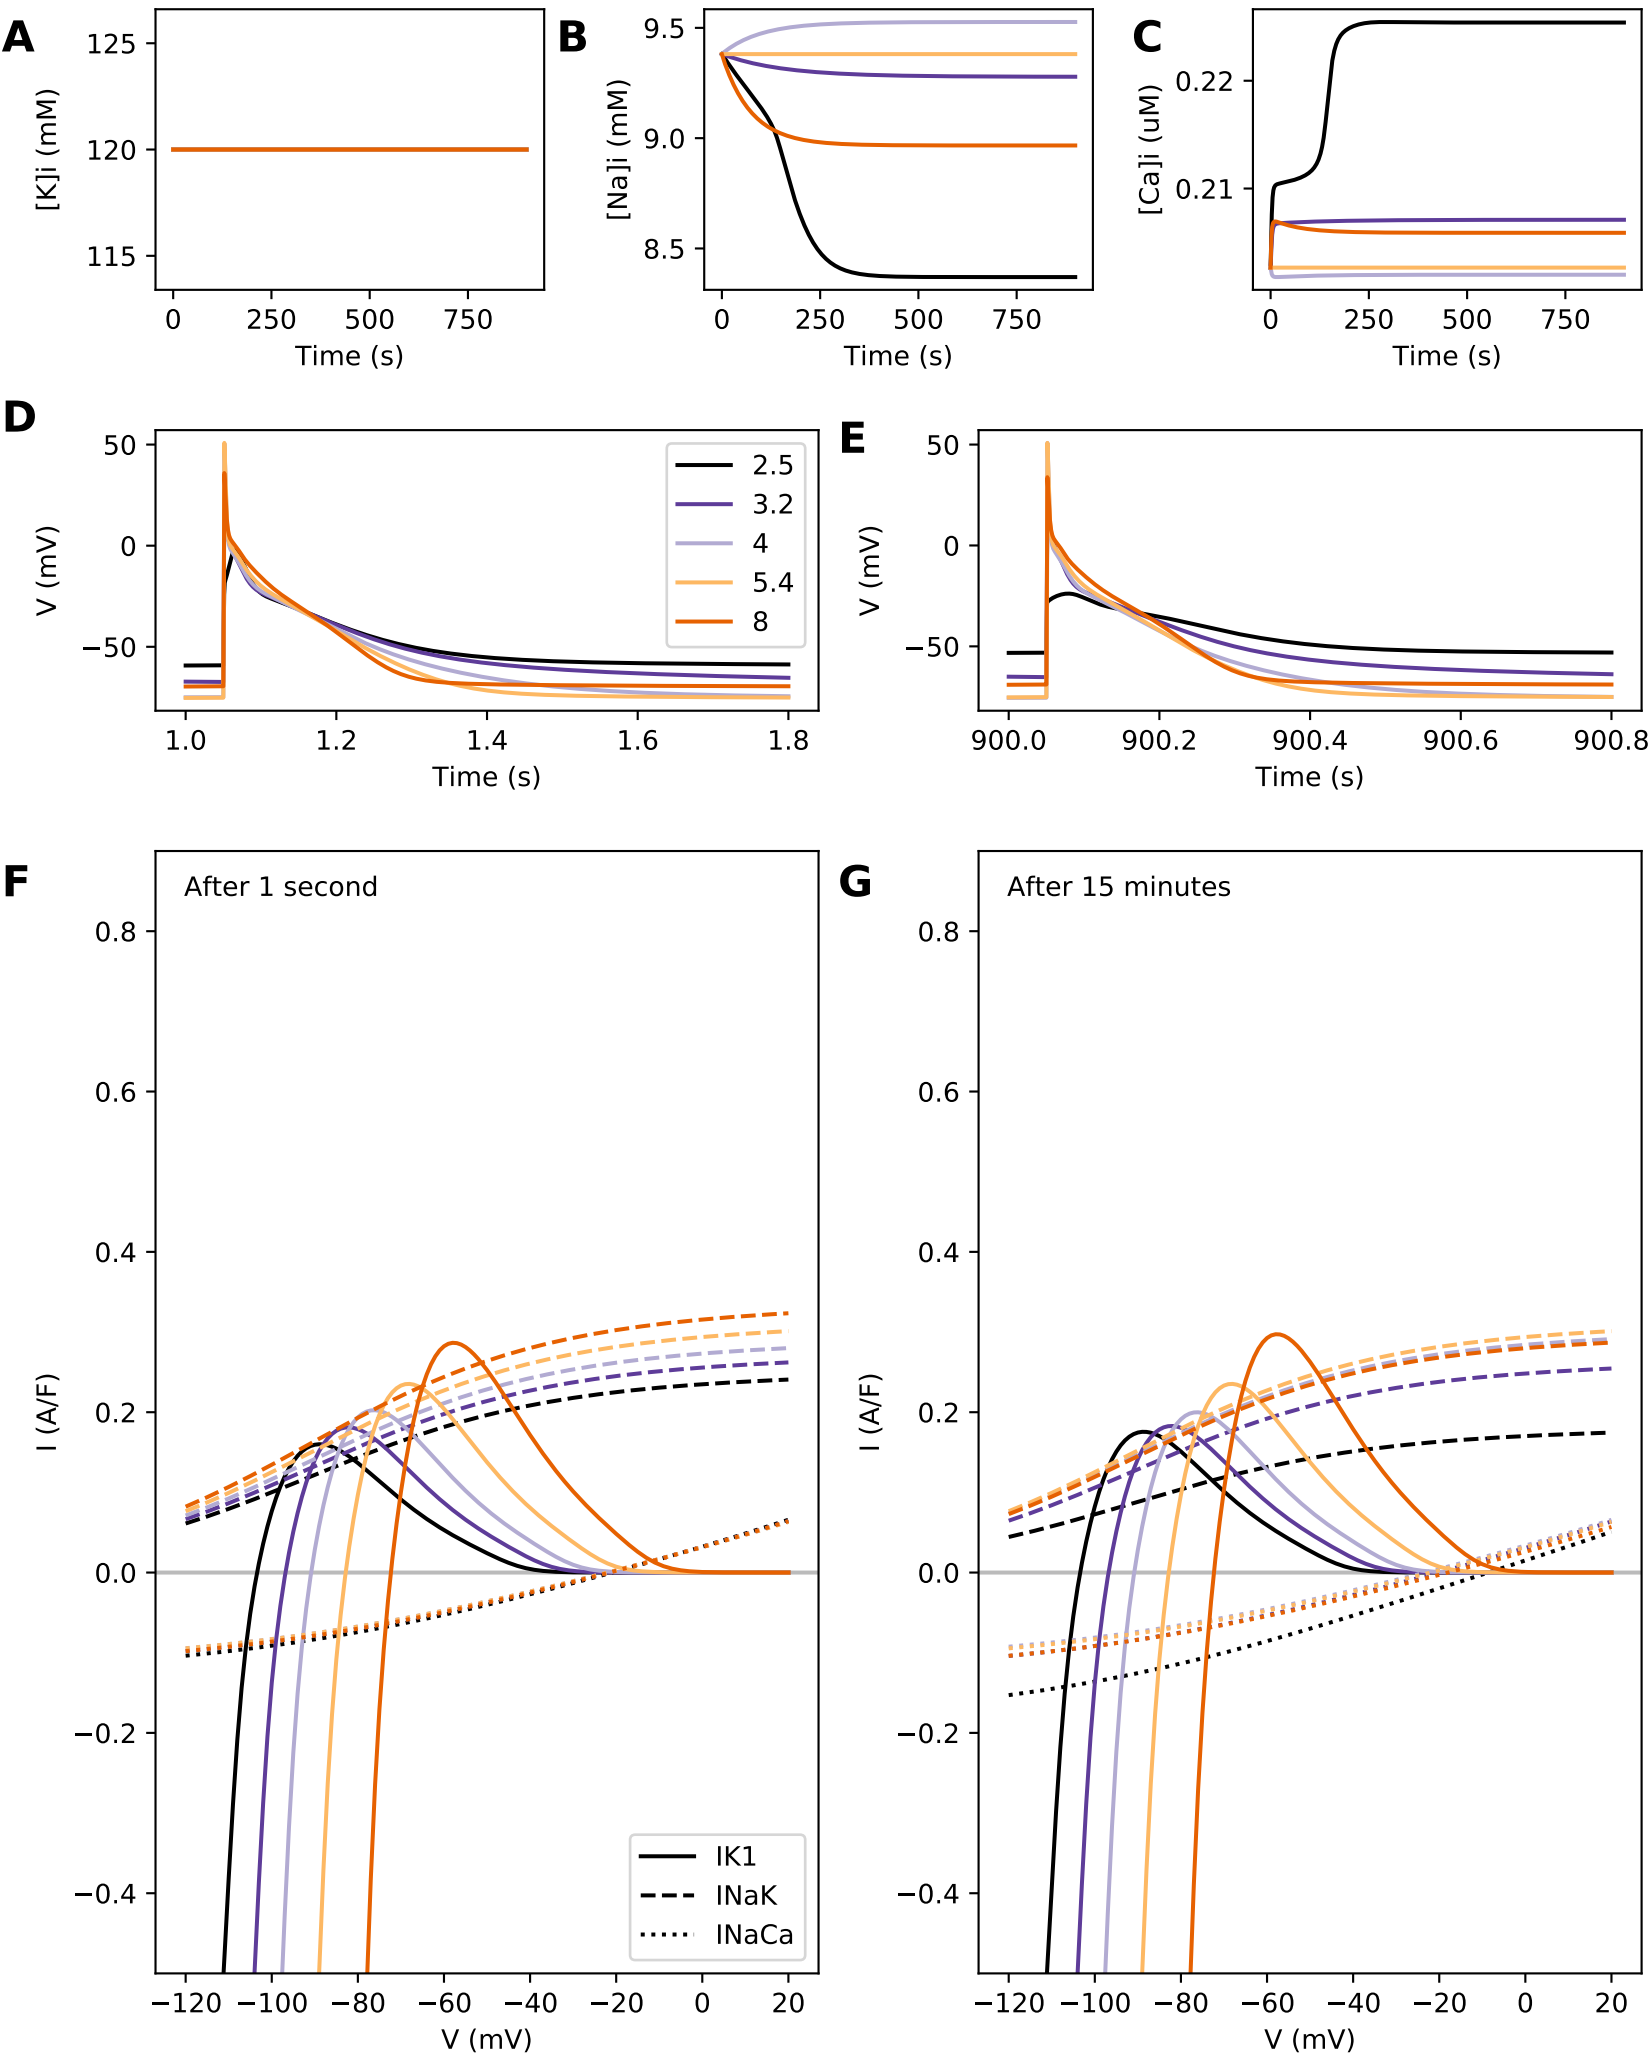 A
[K]i (mM)
125
120
115
0 250 500 750
Time (s)
B
[Na]i (mM)
9.5
9.0
8.5
0 250 500 750
Time (s)
C
[Ca]i (uM)
0.22
0.21
0 250 500 750
Time (s)
D
V (mV)
50
0
−50
1.0 1.2 1.4 1.6 1.8
Time (s)
2.5
3.2
4
5.4
8
E
V (mV)
50
0
−50
900.0 900.2 900.4 900.6 900.8
Time (s)
F
After 1 second
I (A/F)
0.8
0.6
0.4
0.2
0.0
−0.2
−0.4
IK1
INaK
INaCa
−120 −100 −80 −60 −40 −20 0 20
V (mV)
G
After 15 minutes
I (A/F)
0.8
0.6
0.4
0.2
0.0
−0.2
−0.4
−120 −100 −80 −60 −40 −20 0 20
V (mV)